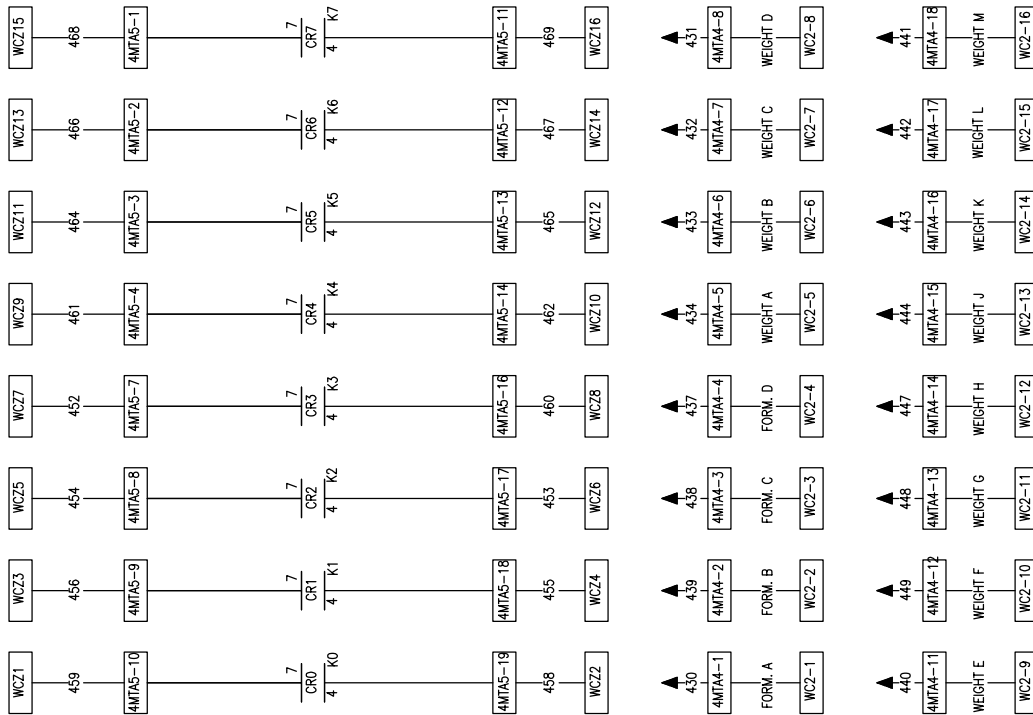 WCZ1 WCZ3 WCZ5 WCZ7 WCZ9 WCZ11 WCZ13 WCZ15
459 456 454 452 461 464 466 468
4MTA5-10 4MTA5-9 4MTA5-8 4MTA5-7 4MTA5-4 4MTA5-3 4MTA5-2 4MTA5-1
7 7 7 7 7 7 7 7
CR0 CR1 CR2 CR3 CR4 CR5 CR6 CR7
4 K0 4 K1 4 K2 4 K3 4 K4 4 K5 4 K6 4 K7
4MTA5-19 4MTA5-18 4MTA5-17 4MTA5-16 4MTA5-14 4MTA5-13 4MTA5-12 4MTA5-11
458 455 453 460 462 465 467 469
WCZ2 WCZ4 WCZ6 WCZ8 WCZ10 WCZ12 WCZ14 WCZ16
430 439 438 437 434 433 432 431
4MTA4-1 4MTA4-2 4MTA4-3 4MTA4-4 4MTA4-5 4MTA4-6 4MTA4-7 4MTA4-8
FORM. A FORM. B FORM. C FORM. D WEIGHT A WEIGHT B WEIGHT C WEIGHT D
WC2-1 WC2-2 WC2-3 WC2-4 WC2-5 WC2-6 WC2-7 WC2-8
440 449 448 447 444 443 442 441
4MTA4-11 4MTA4-12 4MTA4-13 4MTA4-14 4MTA4-15 4MTA4-16 4MTA4-17 4MTA4-18
WEIGHT E WEIGHT F WEIGHT G WEIGHT H WEIGHT J WEIGHT K WEIGHT L WEIGHT M
WC2-9 WC2-10 WC2-11 WC2-12 WC2-13 WC2-14 WC2-15 WC2-16